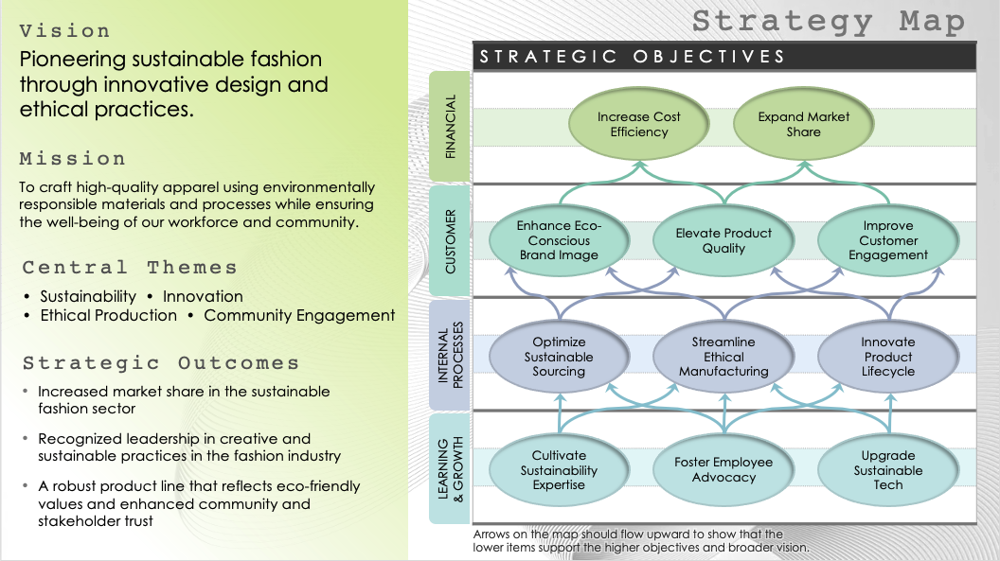 Vision
Pioneering sustainable fashion
through innovative design and
ethical practices.
Mission
To craft high-quality apparel using environmentally
responsible materials and processes while ensuring
the well-being of our workforce and community.
Central Themes
• Sustainability • Innovation
• Ethical Production • Community Engagement
Strategic Outcomes
• Increased market share in the sustainable
fashion sector
• Recognized leadership in creative and
sustainable practices in the fashion industry
• A robust product line that reflects eco-friendly
values and enhanced community and
stakeholder trust
Strategy Map
STRATEGIC OBJECTIVES
FINANCIAL
Increase Cost
Efficiency
Expand Market
Share
CUSTOMER
Enhance Eco-
Conscious
Brand Image
Elevate Product
Quality
Improve
Customer
Engagement
INTERNAL
PROCESSES
Optimize
Sustainable
Sourcing
Streamline
Ethical
Manufacturing
Innovate
Product
Lifecycle
LEARNING
& GROWTH
Cultivate
Sustainability
Expertise
Foster Employee
Advocacy
Upgrade
Sustainable
Tech
Arrows on the map should flow upward to show that the
lower items support the higher objectives and broader vision.